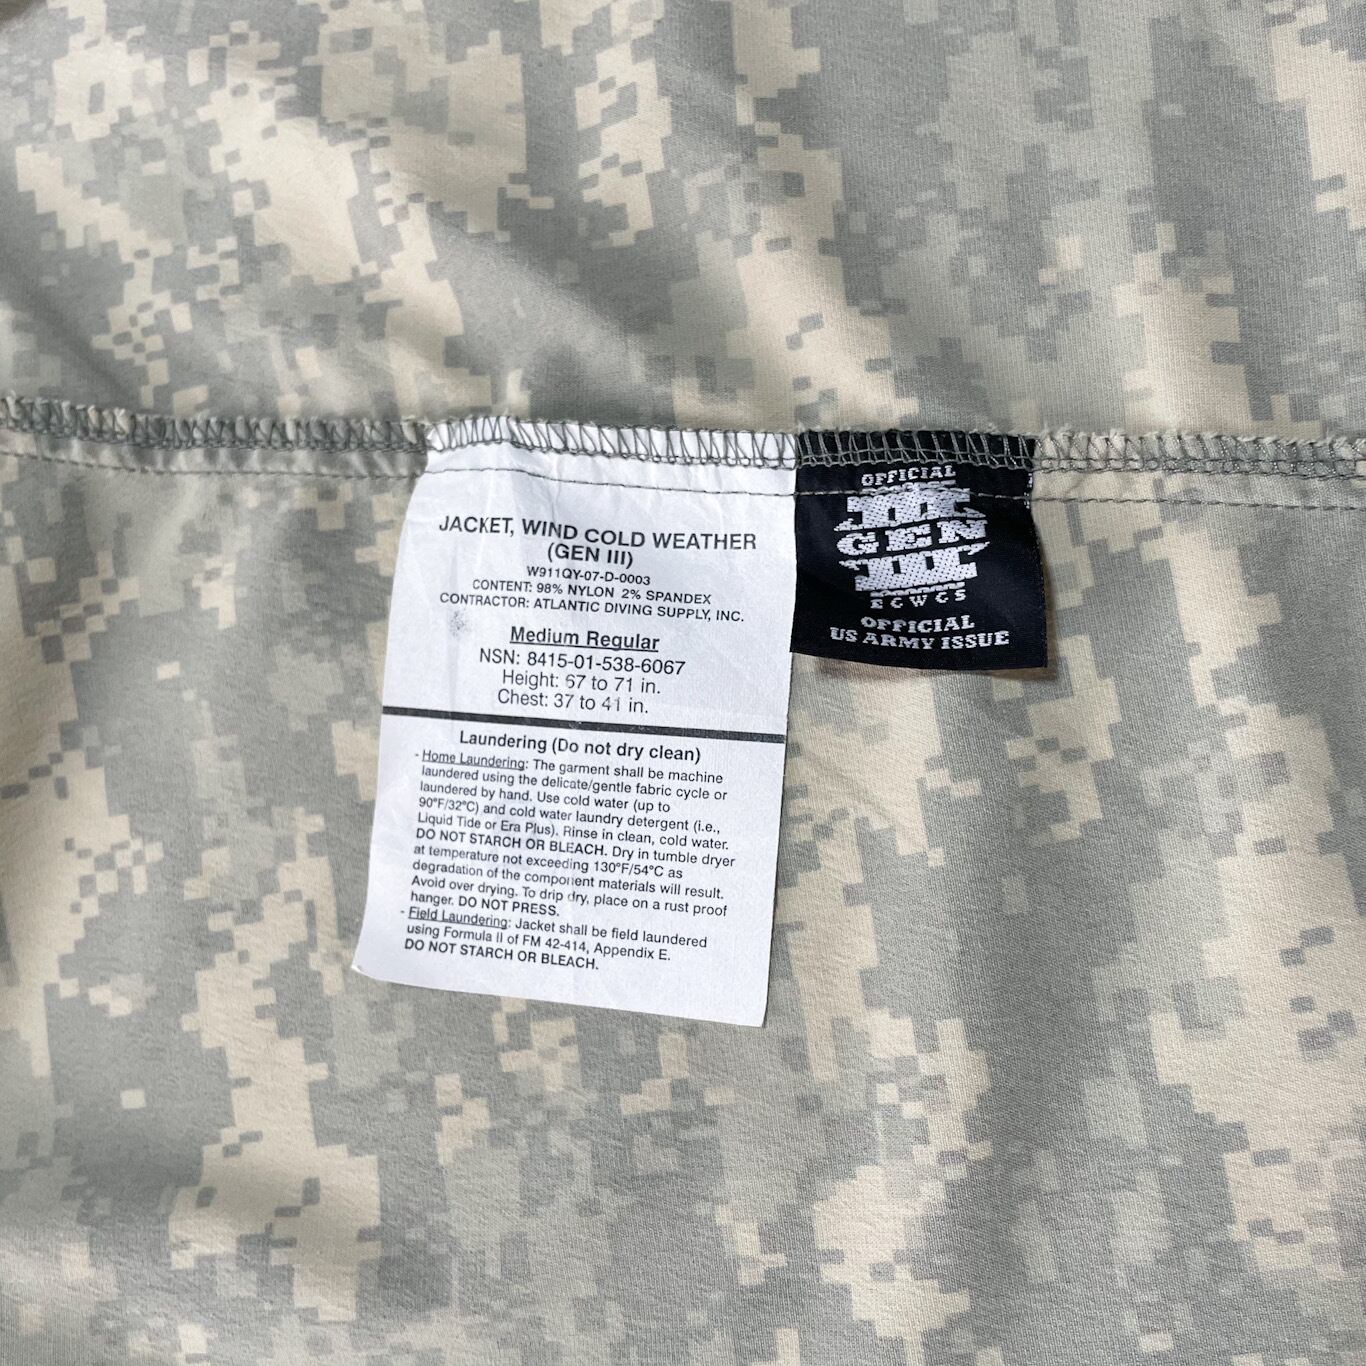 JACKET, WIND COLD WEATHER
(GEN III)
W911QY-07-D-0003
CONTENT: 98% NYLON 2% SPANDEX
CONTRACTOR: ATLANTIC DIVING SUPPLY, INC.
Medium Regular
NSN: 8415-01-538-6067
Height: 67 to 71 in.
Chest: 37 to 41 in.
Laundering (Do not dry clean)
- Home Laundering: The garment shall be machine
laundered using the delicate/gentle fabric cycle or
laundered by hand. Use cold water (up to
90°F/32°C) and cold water laundry detergent (i.e.,
Liquid Tide or Era Plus). Rinse in clean, cold water.
DO NOT STARCH OR BLEACH. Dry in tumble dryer
at temperature not exceeding 130°F/54°C as
degradation of the component materials will result.
Avoid over drying. To drip dry, place on a rust proof
hanger. DO NOT PRESS.
- Field Laundering: Jacket shall be field laundered
using Formula II of FM 42-414, Appendix E.
DO NOT STARCH OR BLEACH.
OFFICIAL
III
GEN
III
ECWCS
OFFICIAL
US ARMY ISSUE